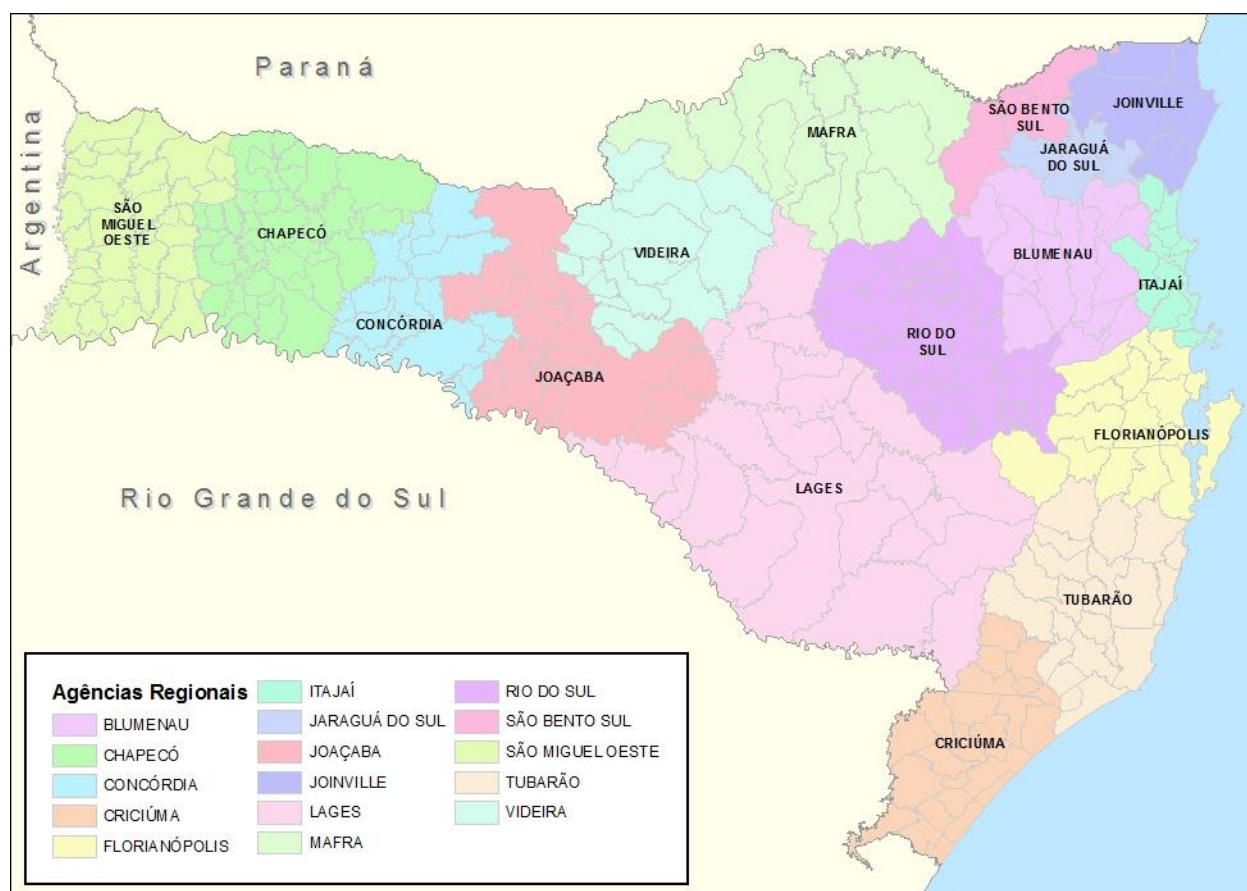 Paraná
Argentina
SÃO BENTO
SUL
JOINVILLE
MAFRA
JARAGUÁ
DO SUL
SÃO
MIGUEL
OESTE
CHAPECÓ
VIDEIRA
BLUMENAU
ITAJAÍ
CONCÓRDIA
RIO DO
SUL
JOAÇABA
FLORIANÓPOLIS
LAGES
Rio Grande do Sul
TUBARÃO
CRICIÚMA
Agências Regionais
BLUMENAU
CHAPECÓ
CONCÓRDIA
CRICIÚMA
FLORIANÓPOLIS
ITAJAÍ
JARAGUÁ DO SUL
JOAÇABA
JOINVILLE
LAGES
MAFRA
RIO DO SUL
SÃO BENTO SUL
SÃO MIGUEL OESTE
TUBARÃO
VIDEIRA